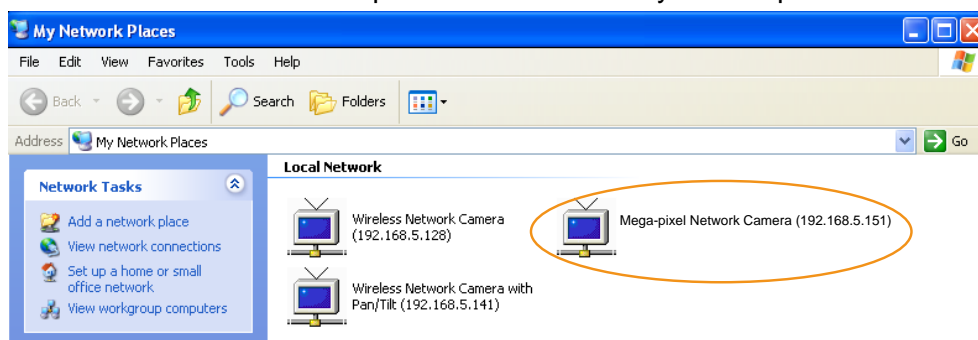 My Network Places
File Edit View Favorites Tools Help
Back Search Folders
Address My Network Places Go
Local Network
Network Tasks
Add a network place
View network connections
Set up a home or small
office network
View workgroup computers
Wireless Network Camera
(192.168.5.128)
Mega-pixel Network Camera (192.168.5.151)
Wireless Network Camera with
Pan/Tilt (192.168.5.141)